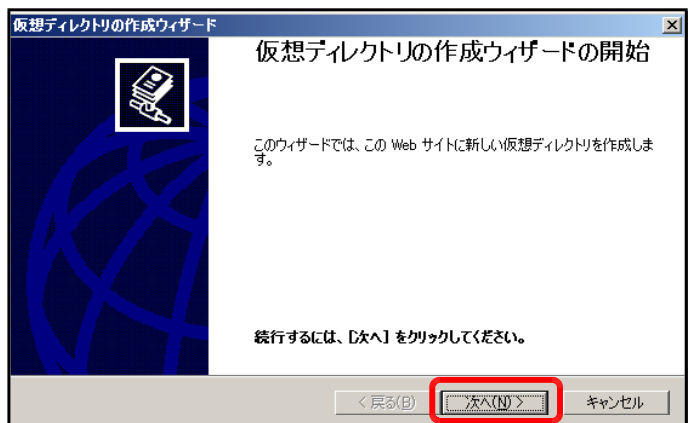 仮想ディレクトリの作成ウィザード
仮想ディレクトリの作成ウィザードの開始
このウィザードでは、この Web サイトに新しい仮想ディレクトリを作成しま
す。
続行するには、[次へ] をクリックしてください。
< 戻る(B) 次へ(N) > キャンセル